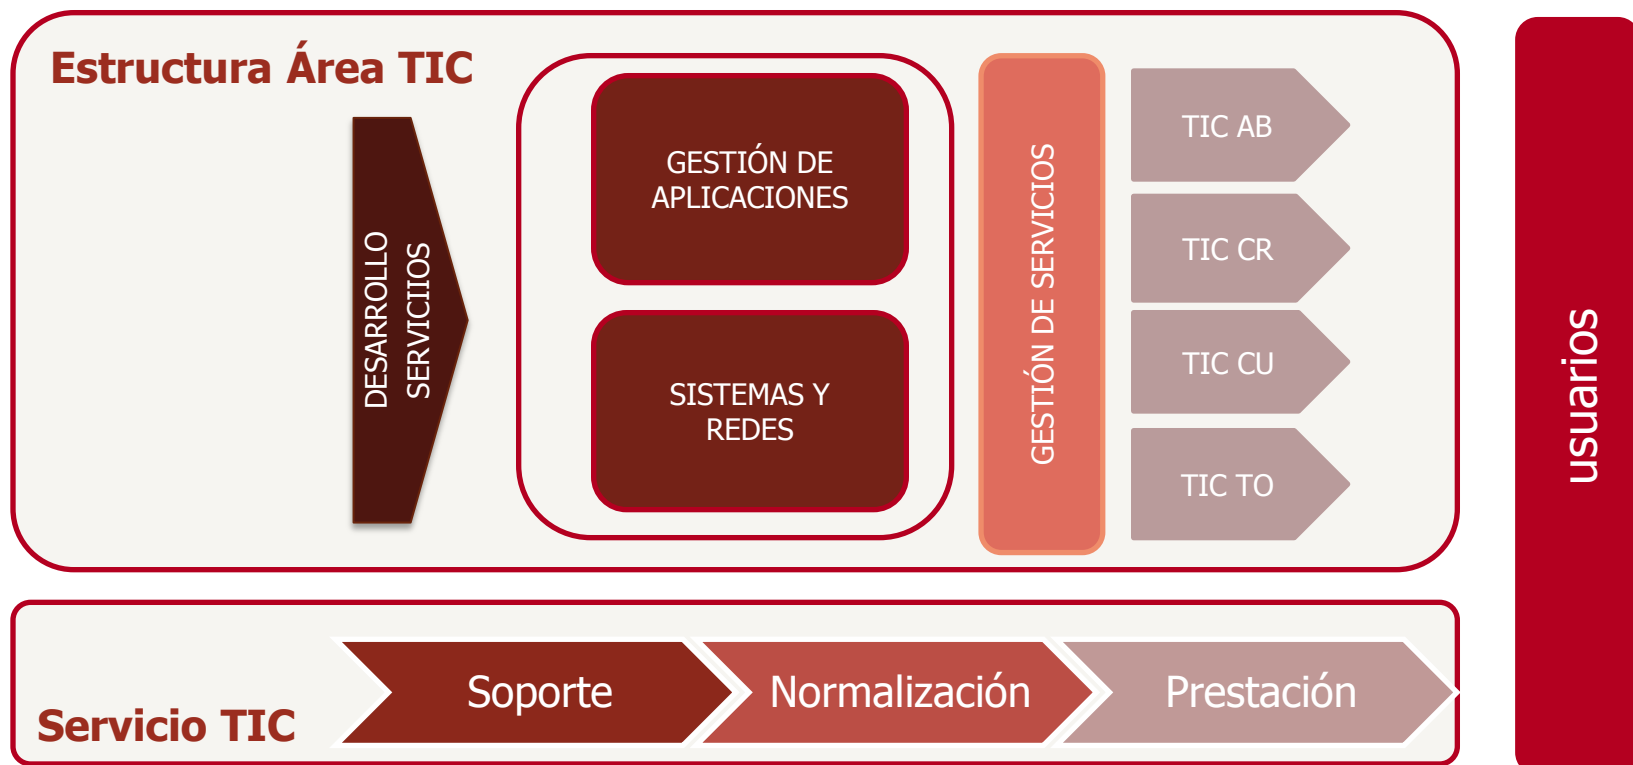 Estructura Área TIC
DESARROLLO
SERVICIIOS
GESTIÓN DE
APLICACIONES
SISTEMAS Y
REDES
GESTIÓN DE SERVICIOS
TIC AB
TIC CR
TIC CU
TIC TO
usuarios
Servicio TIC
Soporte
Normalización
Prestación